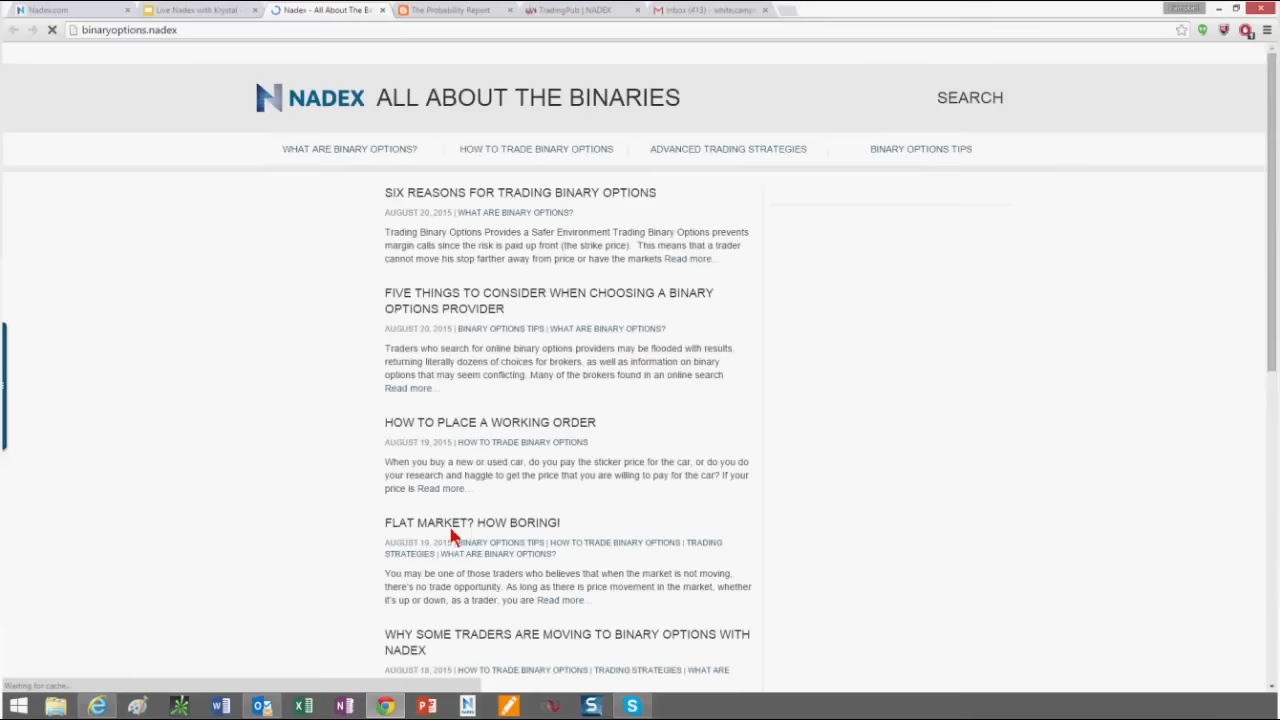 Nadex.com
Live Nadex with Krystal
Nadex - All About The Bi
The Probability Report
TradingPub | NADEX
Inbox (413) - white.cams
binaryoptions.nadex
NADEX ALL ABOUT THE BINARIES
SEARCH
WHAT ARE BINARY OPTIONS?
HOW TO TRADE BINARY OPTIONS
ADVANCED TRADING STRATEGIES
BINARY OPTIONS TIPS
SIX REASONS FOR TRADING BINARY OPTIONS
AUGUST 20, 2015 | WHAT ARE BINARY OPTIONS?
Trading Binary Options Provides a Safer Environment Trading Binary Options prevents
margin calls since the risk is paid up front (the strike price). This means that a trader
cannot move his stop farther away from price or have the markets Read more...
FIVE THINGS TO CONSIDER WHEN CHOOSING A BINARY
OPTIONS PROVIDER
AUGUST 20, 2015 | BINARY OPTIONS TIPS | WHAT ARE BINARY OPTIONS?
Traders who search for online binary options providers may be flooded with results,
returning literally dozens of choices for brokers, as well as information on binary
options that may seem conflicting. Many of the brokers found in an online search
Read more...
HOW TO PLACE A WORKING ORDER
AUGUST 19, 2015 | HOW TO TRADE BINARY OPTIONS
When you buy a new or used car, do you pay the sticker price for the car, or do you do
your research and haggle to get the price that you are willing to pay for the car? If your
price is Read more...
FLAT MARKET? HOW BORING!
AUGUST 19, 2015 BINARY OPTIONS TIPS | HOW TO TRADE BINARY OPTIONS | TRADING
STRATEGIES | WHAT ARE BINARY OPTIONS?
You may be one of those traders who believes that when the market is not moving,
there's no trade opportunity. As long as there is price movement in the market, whether
it's up or down, as a trader, you are Read more...
WHY SOME TRADERS ARE MOVING TO BINARY OPTIONS WITH
NADEX
AUGUST 18, 2015 | HOW TO TRADE BINARY OPTIONS | TRADING STRATEGIES | WHAT ARE
Waiting for cache...